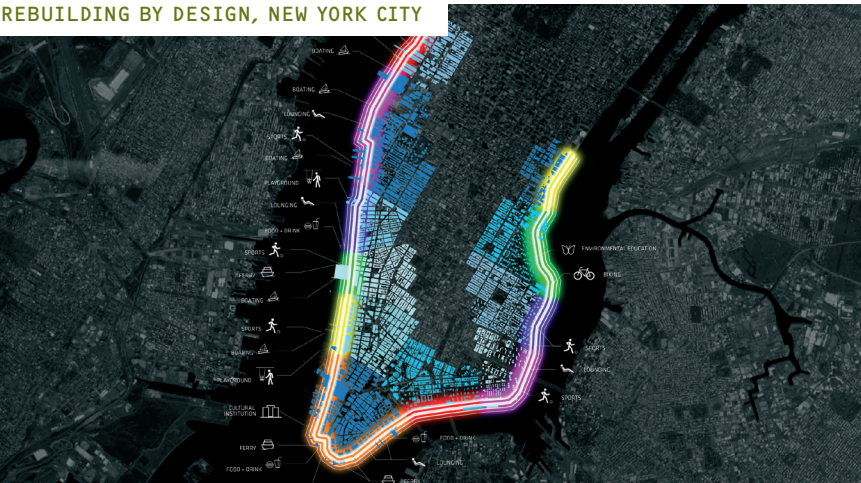 REBUILDING BY DESIGN, NEW YORK CITY
BOATING
BOATING
LOUNGING
SPORTS
BOATING
PLAYGROUND
LOUNGING
FOOD + DRINK
SPORTS
FERRY
BOATING
SPORTS
BOATING
PLAYGROUND
CULTURAL
INSTITUTION
FERRY
FOOD + DRINK
ENVIRONMENTAL EDUCATION
BIKING
SPORTS
LOUNGING
SPORTS
FOOD + DRINK
LOUNGING